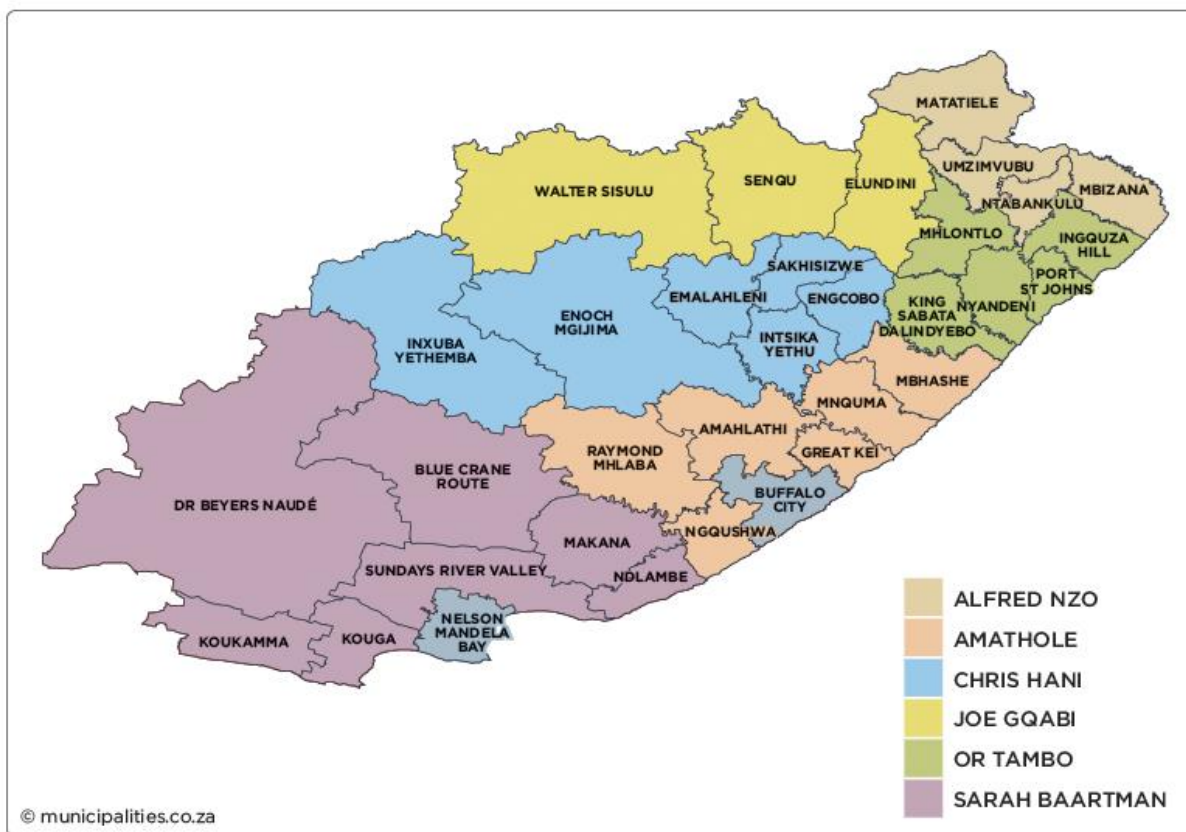 MATATIELE
UMZIMVUBU
NTABANKULU
MBIZANA
WALTER SISULU
SENQU
ELUNDINI
MHLONTLO
INGQUZA
HILL
PORT
ST JOHNS
NYANDENI
KING
SABATA
DALINDYEBO
SAKHISIZWE
EMALAHLENI
ENGCOBO
INTSIKA
YETHU
ENOCH
MGIJIMA
INXUBA
YETHEMBA
MBHASHE
MNQUMA
AMAHLATHI
GREAT KEI
RAYMOND
MHLABA
BUFFALO
CITY
NGQUSHWA
BLUE CRANE
ROUTE
DR BEYERS NAUDÉ
MAKANA
SUNDAYS RIVER VALLEY
NDLAMBE
NELSON
MANDELA
BAY
KOUKAMMA
KOUGA
ALFRED NZO
AMATHOLE
CHRIS HANI
JOE GQABI
OR TAMBO
SARAH BAARTMAN
© municipalities.co.za